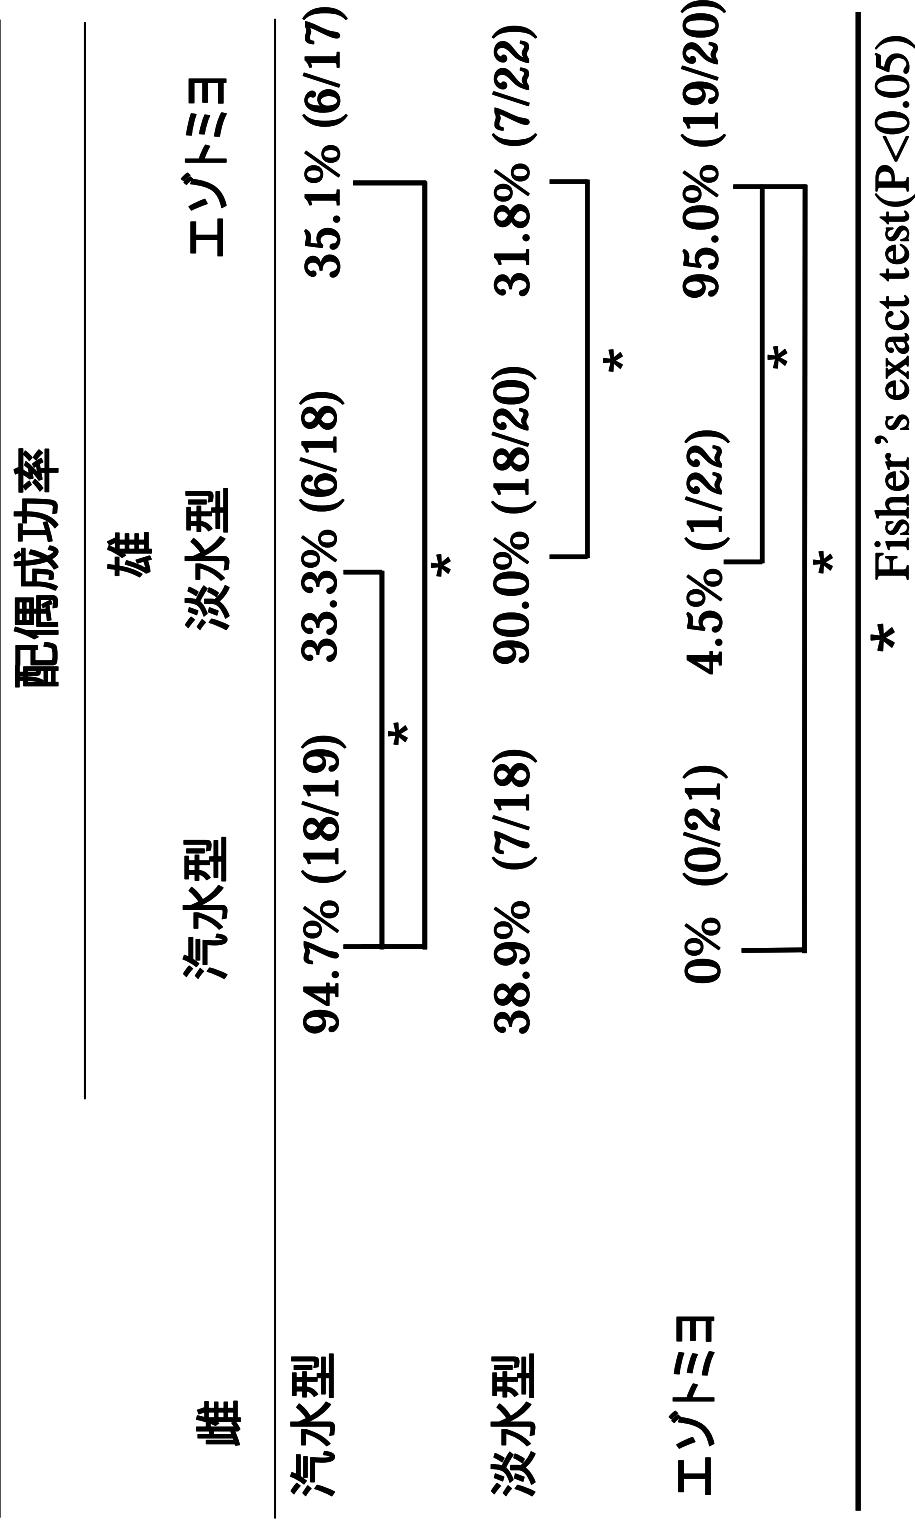 配偶成功率
雄
雌 汽水型 淡水型 エゾトミヨ
汽水型 94.7% (18/19) 33.3% (6/18) 35.1% (6/17)
*
*
淡水型 38.9% (7/18) 90.0% (18/20) 31.8% (7/22)
*
エゾトミヨ 0% (0/21) 4.5% (1/22) 95.0% (19/20)
*
*
* Fisher's exact test(P<0.05)